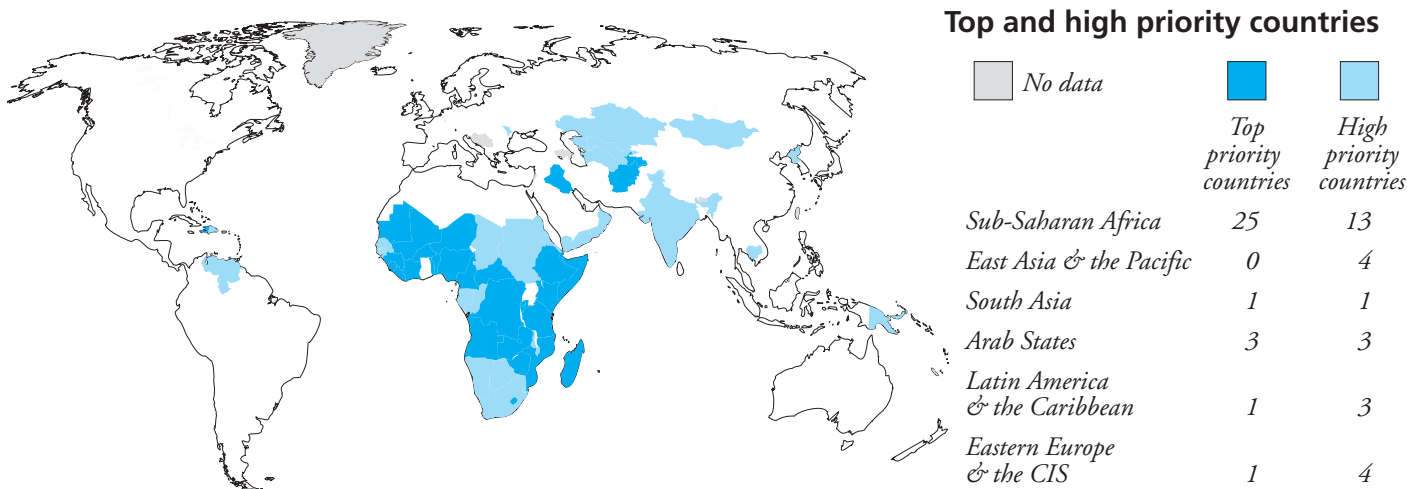 Top and high priority countries
No data
Top
priority
countries
High
priority
countries
Sub-Saharan Africa 25 13
East Asia & the Pacific 0 4
South Asia 1 1
Arab States 3 3
Latin America
& the Caribbean 1 3
Eastern Europe
& the CIS 1 4